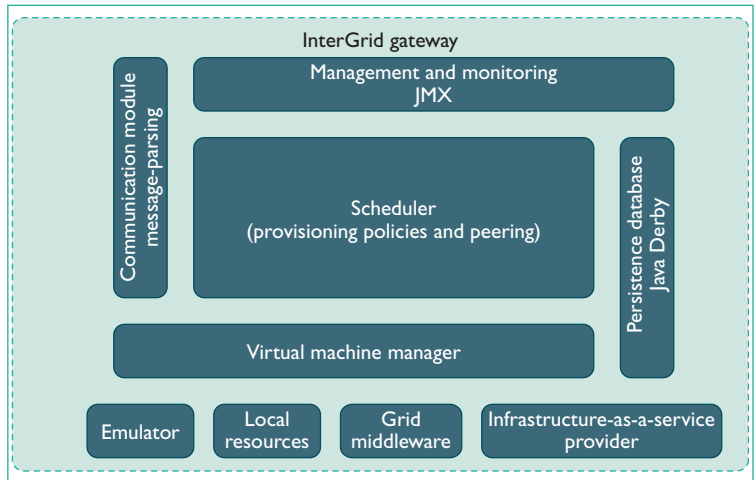 InterGrid gateway
Communication module
message-parsing
Management and monitoring
JMX
Scheduler
(provisioning policies and peering)
Persistence database
Java Derby
Virtual machine manager
Emulator
Local
resources
Grid
middleware
Infrastructure-as-a-service
provider